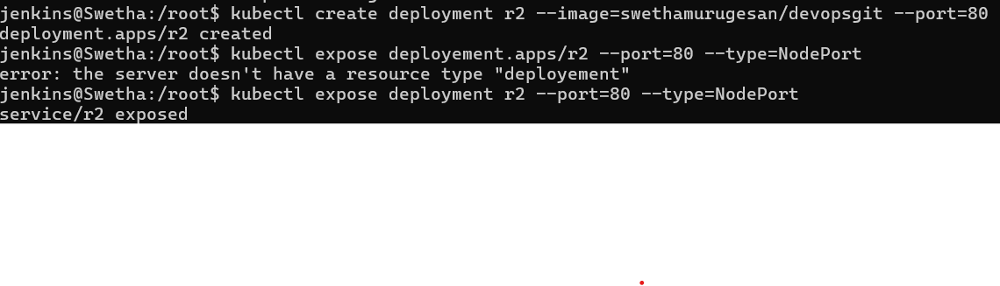 jenkins@Swetha:/root$ kubectl create deployment r2 --image=swethamurugesan/devopsgit --port=80
deployment.apps/r2 created
jenkins@Swetha:/root$ kubectl expose deployement.apps/r2 --port=80 --type=NodePort
error: the server doesn't have a resource type "deployement"
jenkins@Swetha:/root$ kubectl expose deployment r2 --port=80 --type=NodePort
service/r2 exposed